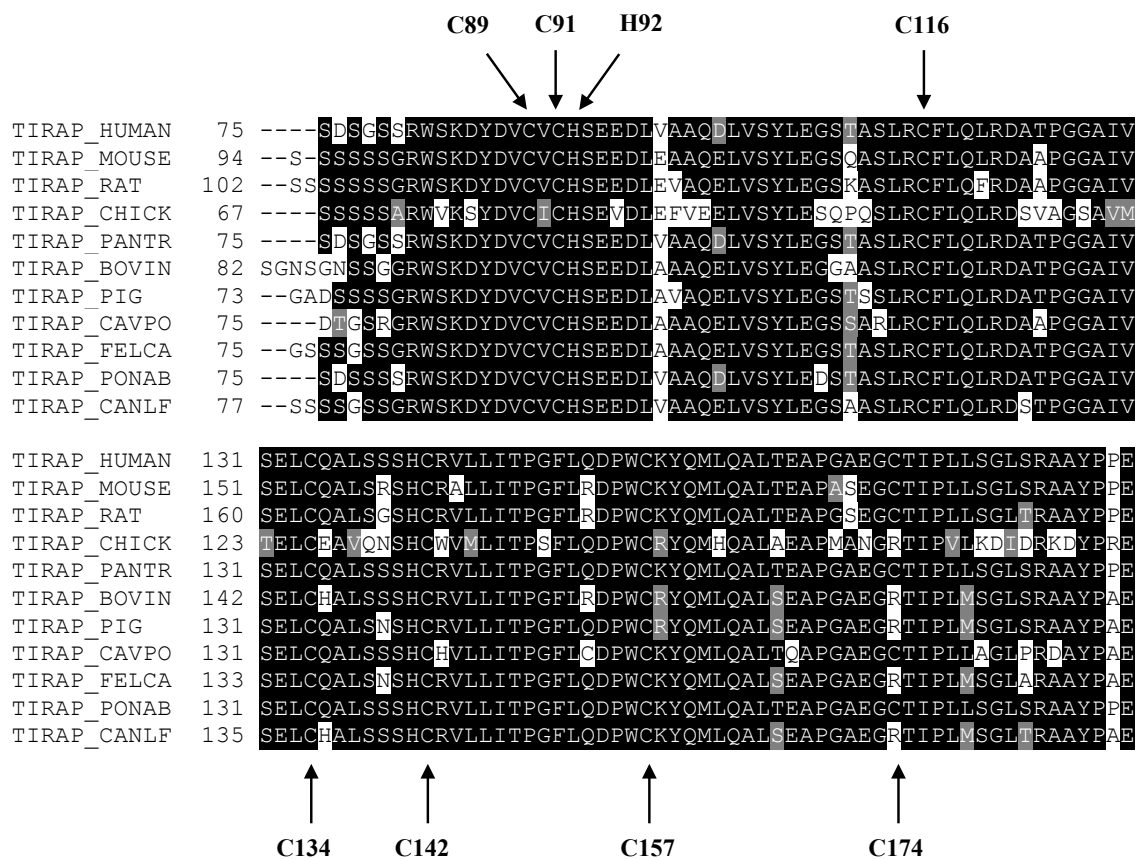 C89 C91 H92 C116
TIRAP_HUMAN 75 ----SDSGSSRWSKDYDVCVCHSEEDLVAAQDLVSYLEGSTASLRCFLQLRDATPGGAIV
TIRAP_MOUSE 94 --S-SSSSSGRWSKDYDVCVCHSEEDLEAAQELVSYLEGSQASLRCFLQLRDAAPGGAIV
TIRAP_RAT 102 --SSSSSSSGRWSKDYDVCVCHSEEDLEVAQELVSYLEGSKASLRCFLQFRDAAPGGAIV
TIRAP_CHICK 67 ----SSSSSARWVKSYDVCICHSEVDLEFVEELVSYLESQPQSLRCFLQLRDSVAGSAVM
TIRAP_PANTR 75 ----SDSGSSRWSKDYDVCVCHSEEDLVAAQDLVSYLEGSTASLRCFLQLRDATPGGAIV
TIRAP_BOVIN 82 SGNSGNSSGGRWSKDYDVCVCHSEEDLAAAQELVSYLEGGAASLRCFLQLRDATPGGAIV
TIRAP_PIG 73 --GADSSSSGRWSKDYDVCVCHSEEDLAVAQELVSYLEGSTSSLRCFLQLRDATPGGAIV
TIRAP_CAVPO 75 ----DTGSRGRWSKDYDVCVCHSEEDLAAAQELVSYLEGSSARLRCFLQLRDAAPGGAIV
TIRAP_FELCA 75 --GSSSGSSGRWSKDYDVCVCHSEEDLAAAQELVSYLEGSTASLRCFLQLRDATPGGAIV
TIRAP_PONAB 75 ----SDSSSSRWSKDYDVCVCHSEEDLVAAQDLVSYLEDSTASLRCFLQLRDATPGGAIV
TIRAP_CANLF 77 --SSSSGSSGRWSKDYDVCVCHSEEDLVAAQELVSYLEGSAASLRCFLQLRDSTPGGAIV
TIRAP_HUMAN 131 SELCQALSSSHCRVLLITPGFLQDPWCKYQMLQALTEAPGAEGCTIPLLSGLSRAAYPPE
TIRAP_MOUSE 151 SELCQALSRSHCRALLITPGFLRDPWCKYQMLQALTEAPASEGCTIPLLSGLSRAAYPPE
TIRAP_RAT 160 SELCQALSGSHCRVLLITPGFLRDPWCKYQMLQALTEAPGSEGCTIPLLSGLTRAAYPPE
TIRAP_CHICK 123 TELCEAVQNSHCWVMLITPSFLQDPWCRYQMHQALAEAPMANGRTIPVLKDIDRKDYPRE
TIRAP_PANTR 131 SELCQALSSSHCRVLLITPGFLQDPWCKYQMLQALTEAPGAEGCTIPLLSGLSRAAYPPE
TIRAP_BOVIN 142 SELCHALSSSHCRVLLITPGFLRDPWCRYQMLQALSEAPGAEGRTIPLMSGLSRAAYPAE
TIRAP_PIG 131 SELCQALSNSHCRVLLITPGFLQDPWCRYQMLQALSEAPGAEGRTIPLMSGLSRAAYPAE
TIRAP_CAVPO 131 SELCQALSSSHCHVLLITPGFLCDPWCKYQMLQALTQAPGAEGCTIPLLAGLPRDAYPAE
TIRAP_FELCA 133 SELCQALSNSHCRVLLITPGFLQDPWCKYQMLQALSEAPGAEGRTIPLMSGLARAAYPAE
TIRAP_PONAB 131 SELCQALSSSHCRVLLITPGFLQDPWCKYQMLQALTEAPGAEGCTIPLLSGLSRAAYPPE
TIRAP_CANLF 135 SELCHALSSSHCRVLLITPGFLQDPWCKYQMLQALSEAPGAEGRTIPLMSGLTRAAYPAE
C134 C142 C157 C174